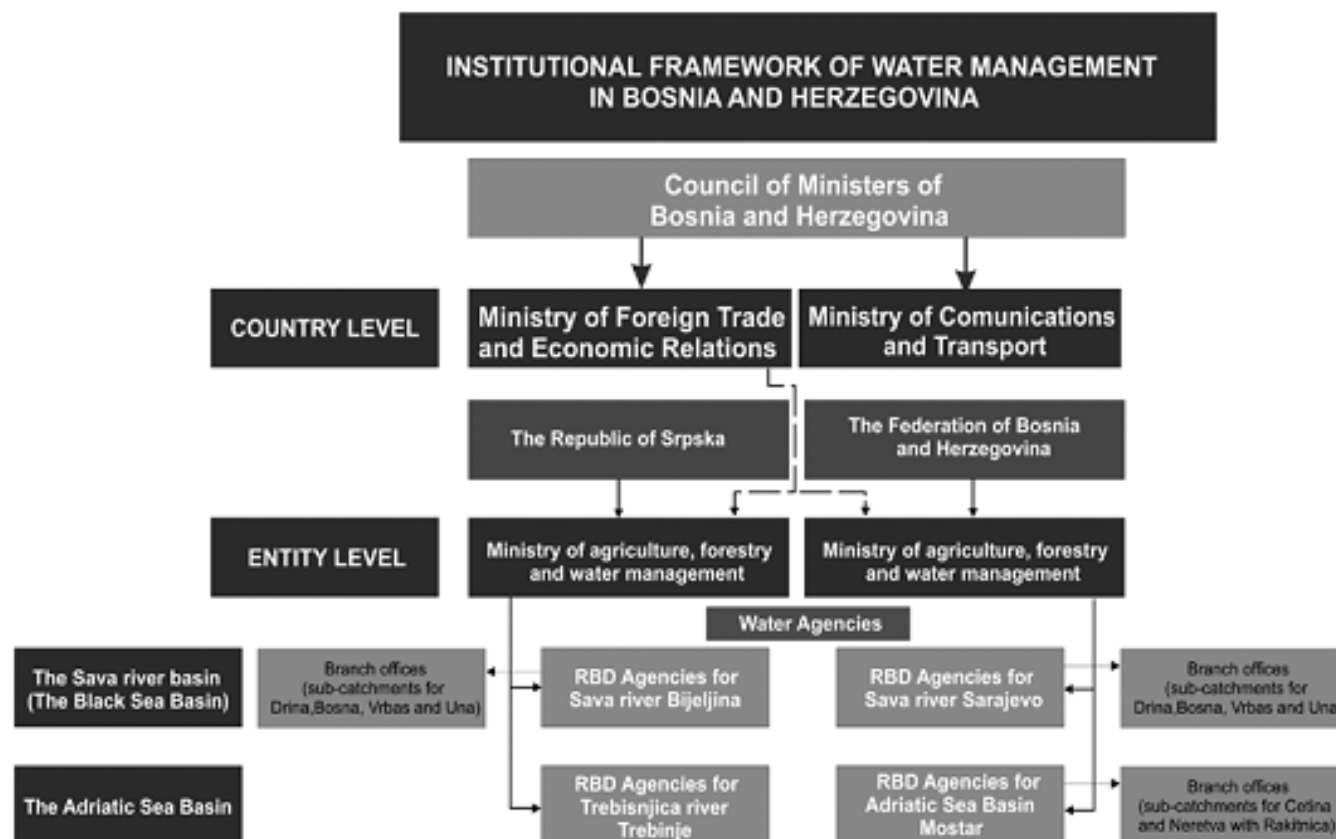 INSTITUTIONAL FRAMEWORK OF WATER MANAGEMENT
IN BOSNIA AND HERZEGOVINA
Council of Ministers of
Bosnia and Herzegovina
COUNTRY LEVEL
Ministry of Foreign Trade
and Economic Relations
Ministry of Comunications
and Transport
The Republic of Srpska
The Federation of Bosnia
and Herzegovina
ENTITY LEVEL
Ministry of agriculture, forestry
and water management
Ministry of agriculture, forestry
and water management
Water Agencies
The Sava river basin
(The Black Sea Basin)
Branch offices
(sub-catchments for
Drina,Bosna, Vrbas and Una)
RBD Agencies for
Sava river Bijeljina
RBD Agencies for
Sava river Sarajevo
Branch offices
(sub-catchments for
Drina,Bosna, Vrbas and Una
The Adriatic Sea Basin
RBD Agencies for
Trebisnjica river
Trebinje
RBD Agencies for
Adriatic Sea Basin
Mostar
Branch offices
(sub-catchments for Cetina
and Neretva with Rakitnica)